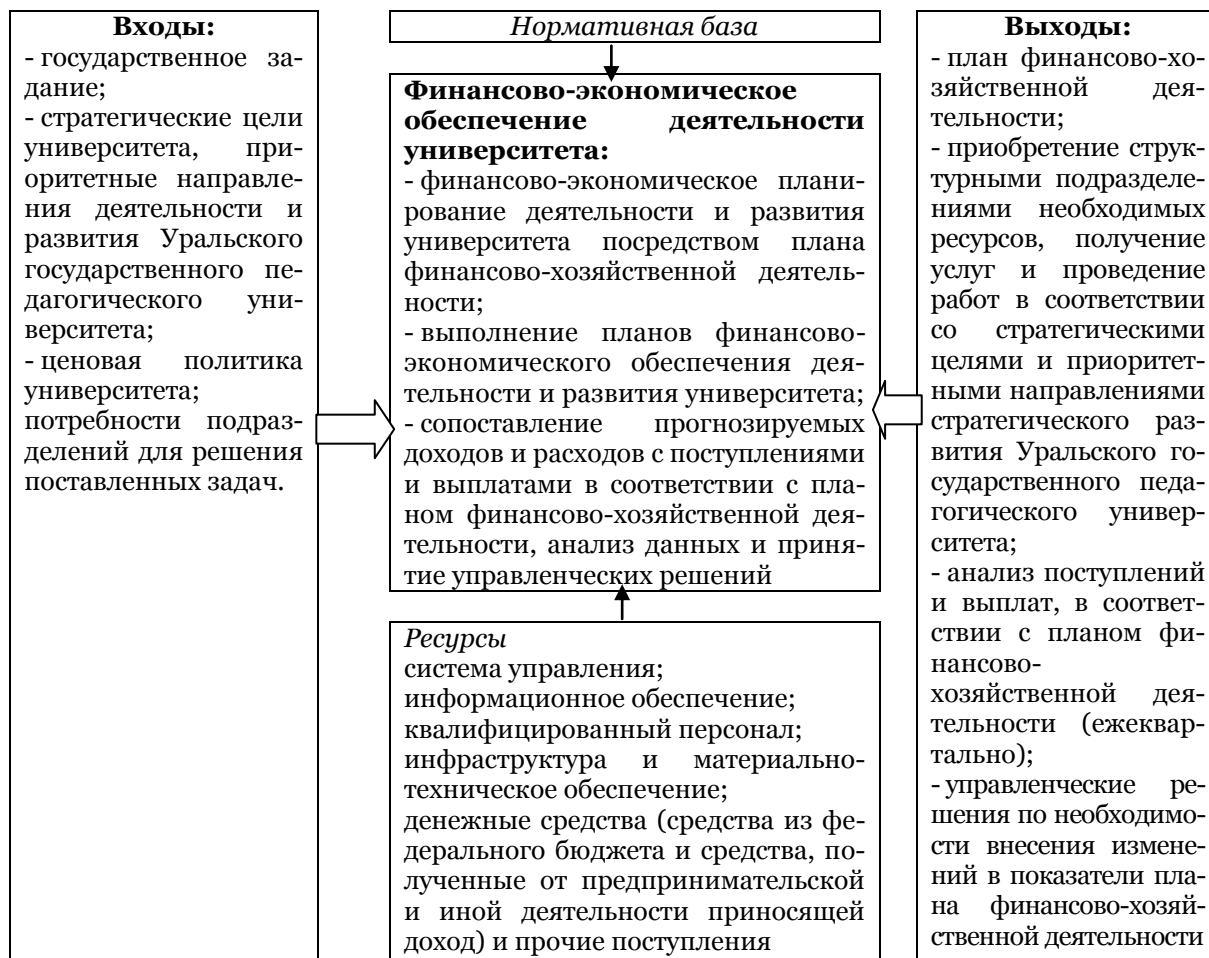 Входы:
- государственное за-
дание;
- стратегические цели
университета, при-
оритетные направле-
ния деятельности и
развития Уральского
государственного пе-
дагогического уни-
верситета;
- ценовая политика
университета;
потребности подраз-
делений для решения
поставленных задач.
Нормативная база
Финансово-экономическое
обеспечение деятельности
университета:
- финансово-экономическое плани-
рование деятельности и развития
университета посредством плана
финансово-хозяйственной деятель-
ности;
- выполнение планов финансово-
экономического обеспечения дея-
тельности и развития университета;
- сопоставление прогнозируемых
доходов и расходов с поступлениями
и выплатами в соответствии с пла-
ном финансово-хозяйственной дея-
тельности, анализ данных и приня-
тие управленческих решений
Ресурсы
система управления;
информационное обеспечение;
квалифицированный персонал;
инфраструктура и материально-
техническое обеспечение;
денежные средства (средства из фе-
дерального бюджета и средства, по-
лученные от предпринимательской
и иной деятельности приносящей
доход) и прочие поступления
Выходы:
- план финансово-хо-
зяйственной дея-
тельности;
- приобретение струк-
турными подразделе-
ниями необходимых
ресурсов, получение
услуг и проведение
работ в соответствии
со стратегическими
целями и приоритет-
ными направлениями
стратегического раз-
вития Уральского го-
сударственного педа-
гогического универ-
ситета;
- анализ поступлений
и выплат, в соответ-
ствии с планом фи-
нансово-
хозяйственной дея-
тельности (ежеквар-
тально);
- управленческие ре-
шения по необходимо-
сти внесения измене-
ний в показатели пла-
на финансово-хозяй-
ственной деятельности